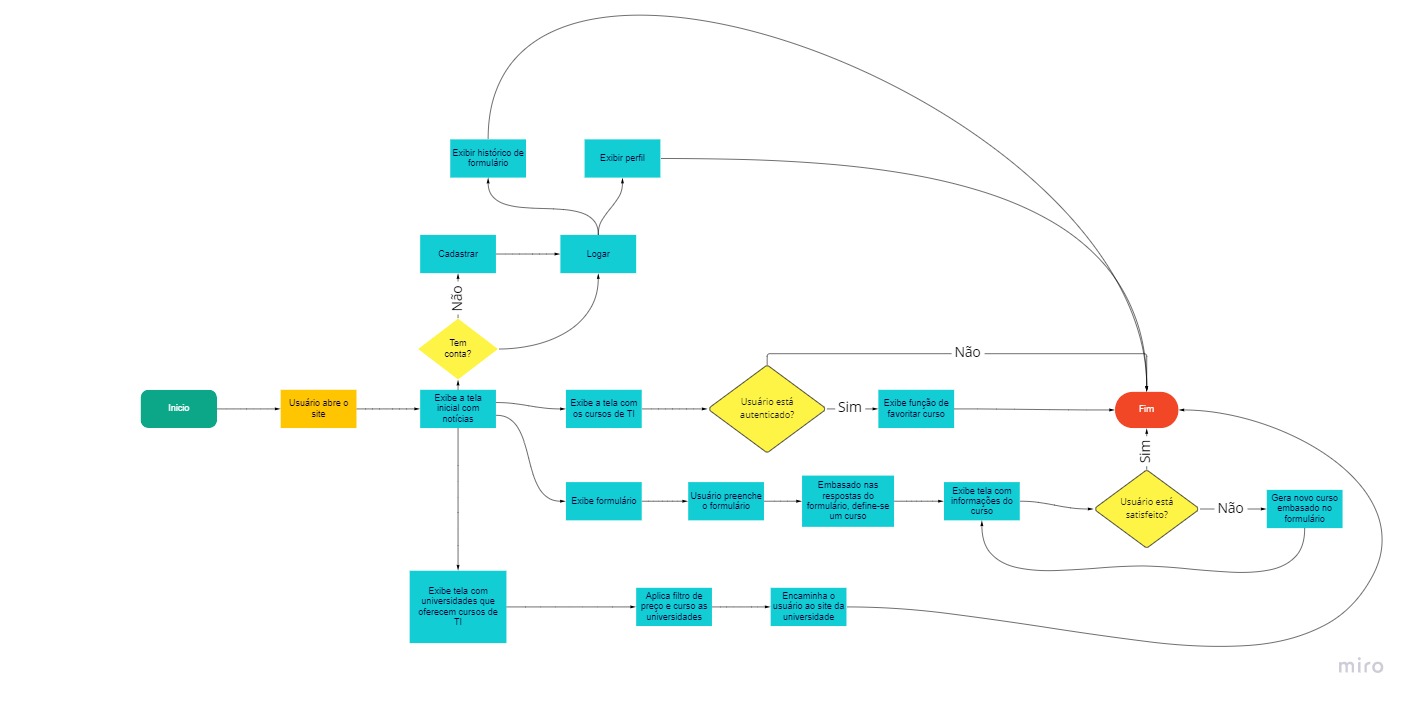 Exibir histórico de
formulário
Exibir perfil
Cadastrar
Logar
Não
Tem
conta?
Não
Inicio
Usuário abre o
site
Exibe a tela
inicial com
notícias
Exibe a tela com
os cursos de TI
Usuário está
autenticado?
Sim
Exibe função de
favoritar curso
Fim
Sim
Exibe formulário
Usuário preenche
o formulário
Embasado nas
respostas do
formulário, define-se
um curso
Exibe tela com
informações do
curso
Usuário está
satisfeito?
Não
Gera novo curso
embasado no
formulário
Exibe tela com
universidades que
oferecem cursos de
TI
Aplica filtro de
preço e curso as
universidades
Encaminha o
usuário ao site da
universidade
miro